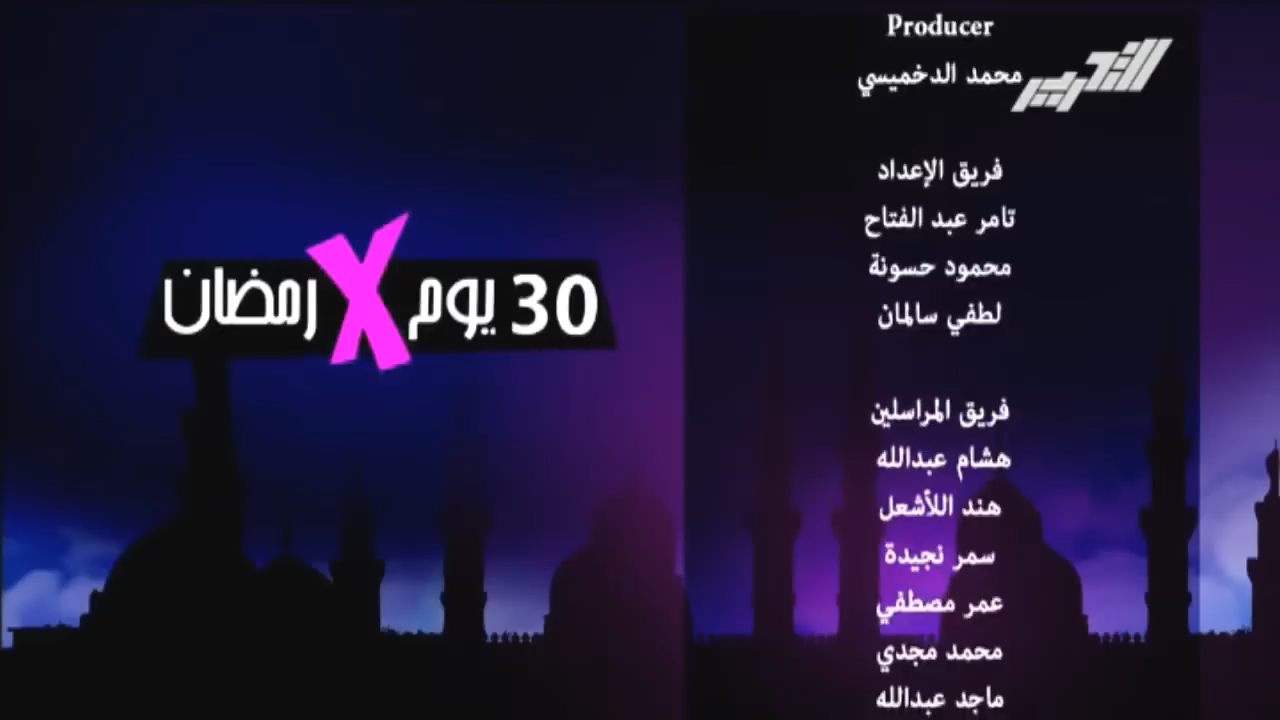 Producer
محمد الدخميسي
التحرير
فريق الإعداد
تامر عبد الفتاح
محمود حسونة
لطفي سالمان
30 يوم X رمضان
فريق المراسلين
هشام عبدالله
هند اللأشعل
سمر نجيدة
عمر مصطفي
محمد مجدي
ماجد عبدالله